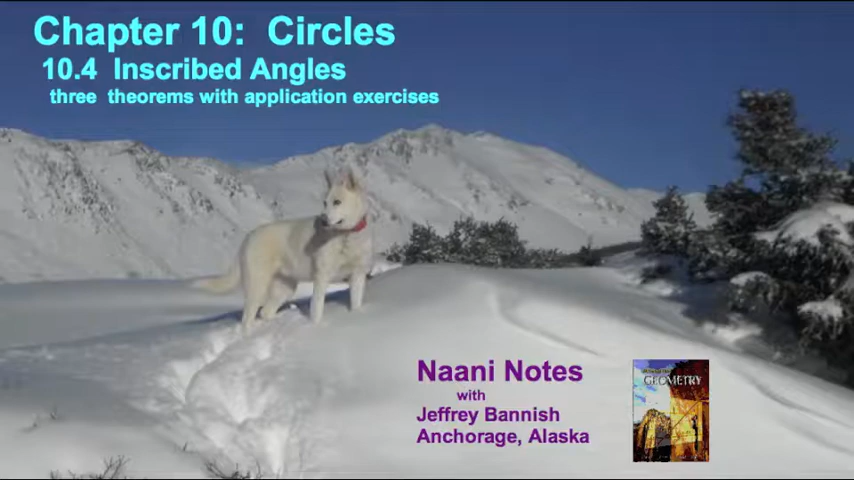 Chapter 10: Circles
10.4 Inscribed Angles
three theorems with application exercises
Naani Notes
with
Jeffrey Bannish
Anchorage, Alaska
GEOMETRY